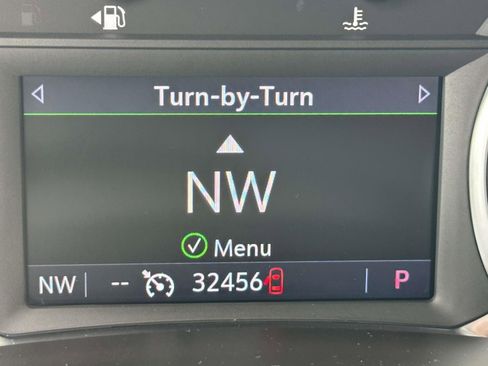 Turn-by-Turn
NW
Menu
NW -- 32456 P